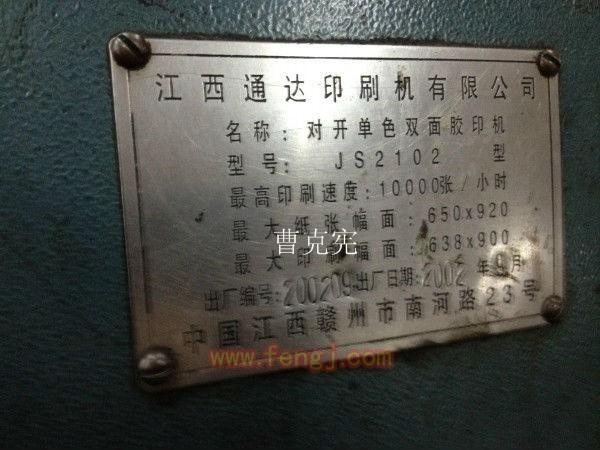 江西通达印刷机有限公司
名称：对开单色双面胶印机
型号：JS2102 型
最高印刷速度：10000张/小时
最大纸张幅面：650x920
最大印刷幅面：638x900
出厂编号：200209 出厂日期：2002年9月
中国江西赣州市南河路23号
曹克宪
www.fengj.com